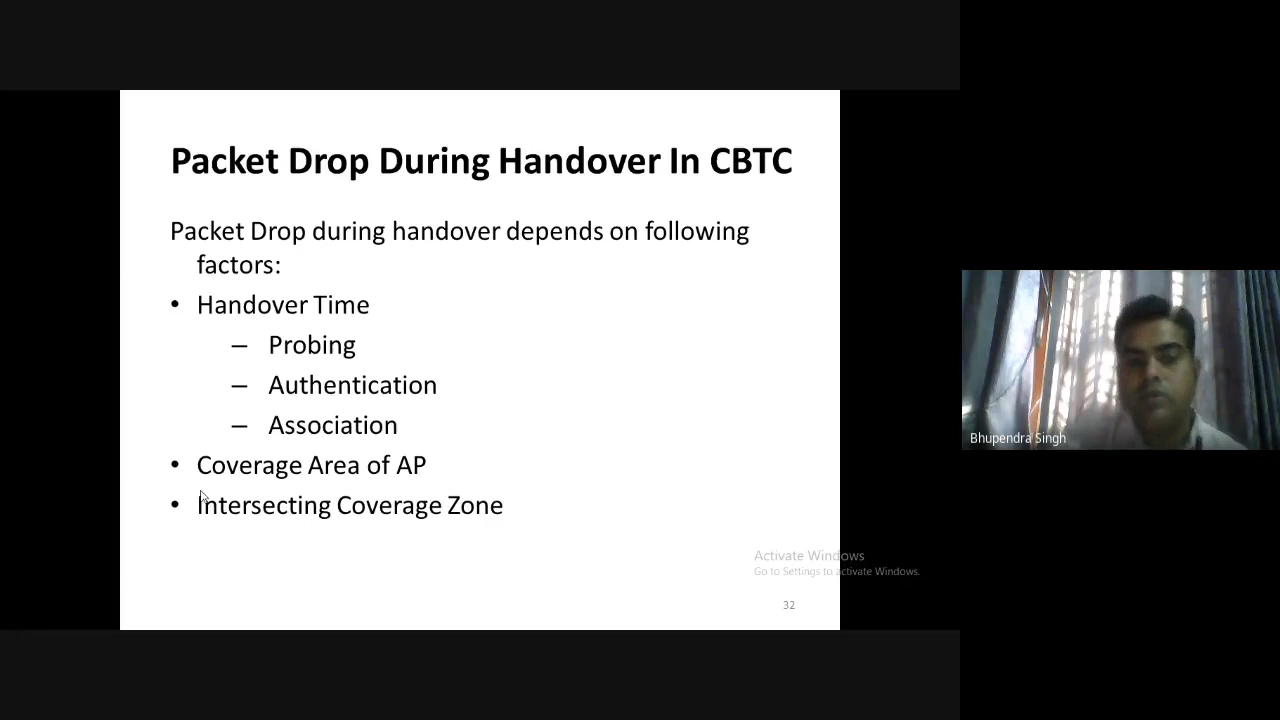 Packet Drop During Handover In CBTC
Packet Drop during handover depends on following
factors:
• Handover Time
– Probing
– Authentication
– Association
• Coverage Area of AP
• Intersecting Coverage Zone
Bhupendra Singh
Activate Windows
Go to Settings to activate Windows.
32